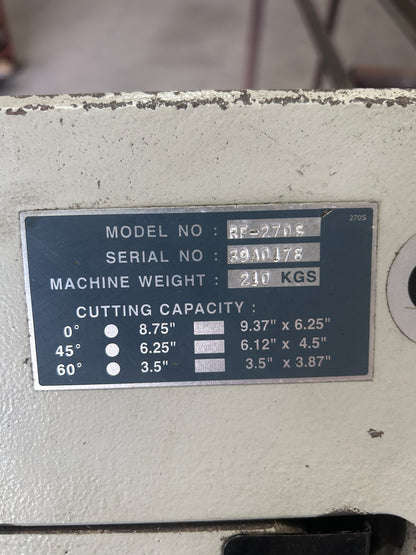 270S
MODEL NO : RF-270S
SERIAL NO :
MACHINE WEIGHT : 210 KGS
CUTTING CAPACITY :
0° 8.75" 9.37" x 6.25"
45° 6.25" 6.12" x 4.5"
60° 3.5" 3.5" x 3.87"